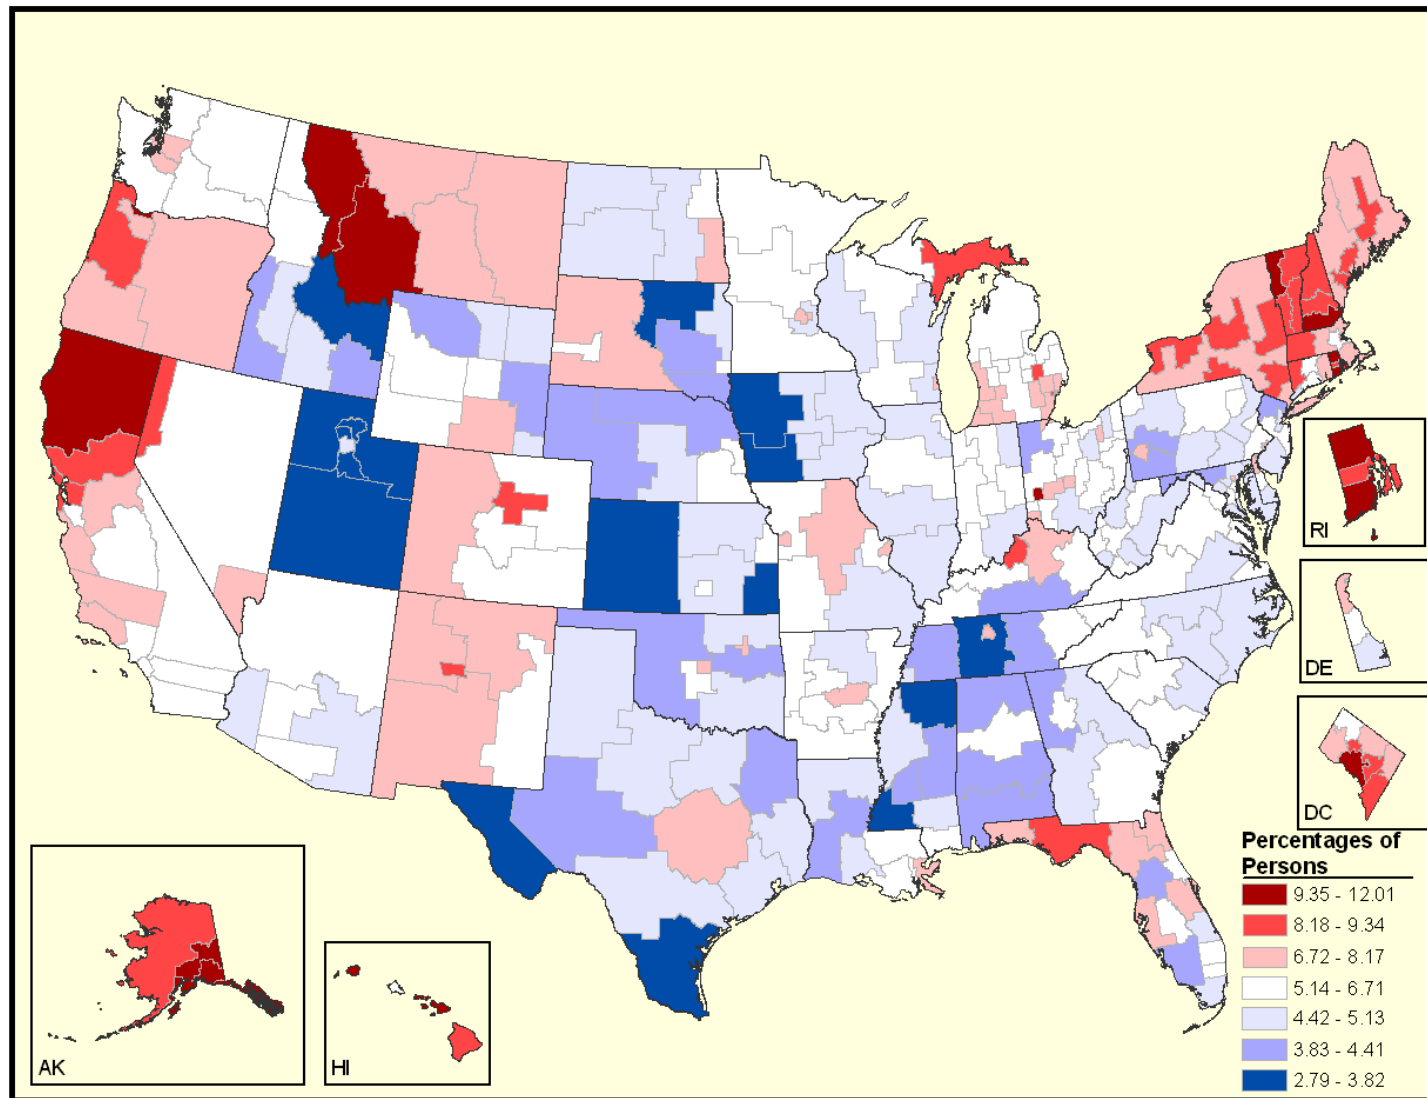 RI
DE
DC
AK
HI
Percentages of
Persons
9.35 - 12.01
8.18 - 9.34
6.72 - 8.17
5.14 - 6.71
4.42 - 5.13
3.83 - 4.41
2.79 - 3.82